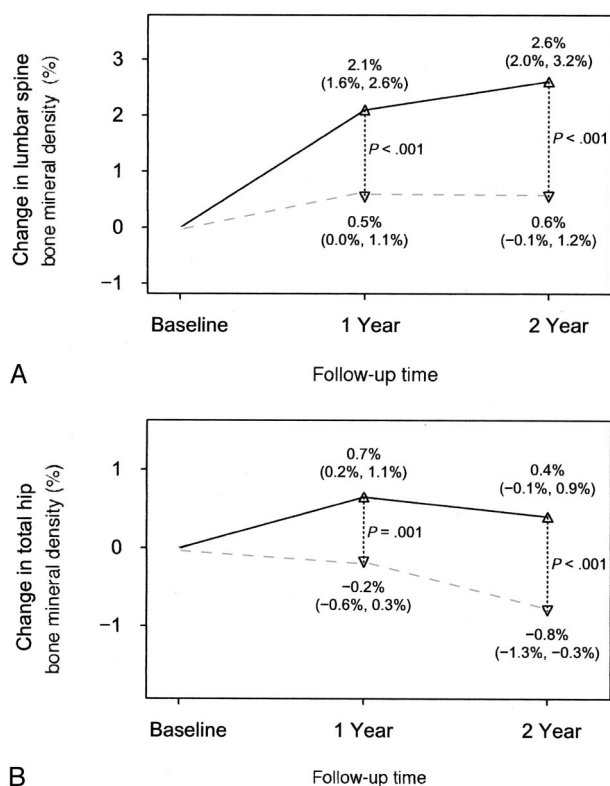 Change in lumbar spine
bone mineral density (%)
3
2
1
0
−1
2.1%
(1.6%, 2.6%)
2.6%
(2.0%, 3.2%)
P < .001
P < .001
0.5%
(0.0%, 1.1%)
0.6%
(−0.1%, 1.2%)
Baseline
1 Year
2 Year
A
Follow-up time
Change in total hip
bone mineral density (%)
1
0
−1
0.7%
(0.2%, 1.1%)
0.4%
(−0.1%, 0.9%)
P = .001
P < .001
−0.2%
(−0.6%, 0.3%)
−0.8%
(−1.3%, −0.3%)
Baseline
1 Year
2 Year
B
Follow-up time